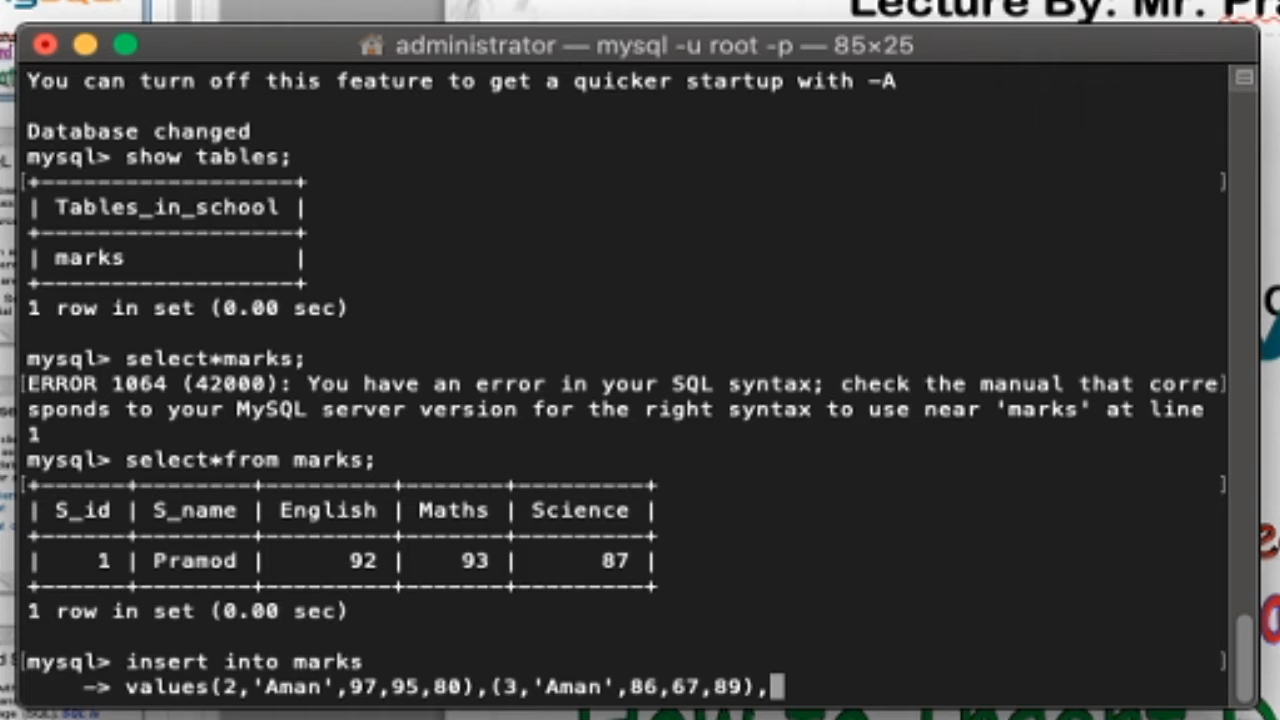 Lecture By: Mr. Pra
administrator — mysql -u root -p — 85×25
You can turn off this feature to get a quicker startup with -A
Database changed
mysql> show tables;
+-------------------+
| Tables_in_school |
+-------------------+
| marks |
+-------------------+
1 row in set (0.00 sec)
mysql> select*marks;
ERROR 1064 (42000): You have an error in your SQL syntax; check the manual that corre
sponds to your MySQL server version for the right syntax to use near 'marks' at line
1
mysql> select*from marks;
+------+--------+---------+-------+---------+
| S_id | S_name | English | Maths | Science |
+------+--------+---------+-------+---------+
| 1 | Pramod | 92 | 93 | 87 |
+------+--------+---------+-------+---------+
1 row in set (0.00 sec)
mysql> insert into marks
-> values(2,'Aman',97,95,80),(3,'Aman',86,67,89),